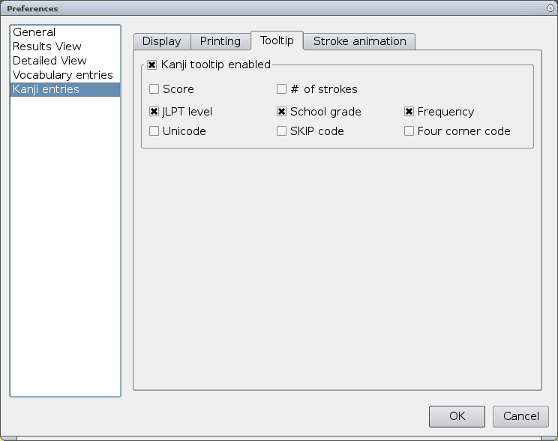 Preferences
General
Results View
Detailed View
Vocabulary entries
Kanji entries
Display Printing Tooltip Stroke animation
Kanji tooltip enabled
Score # of strokes
JLPT level School grade Frequency
Unicode SKIP code Four corner code
OK Cancel